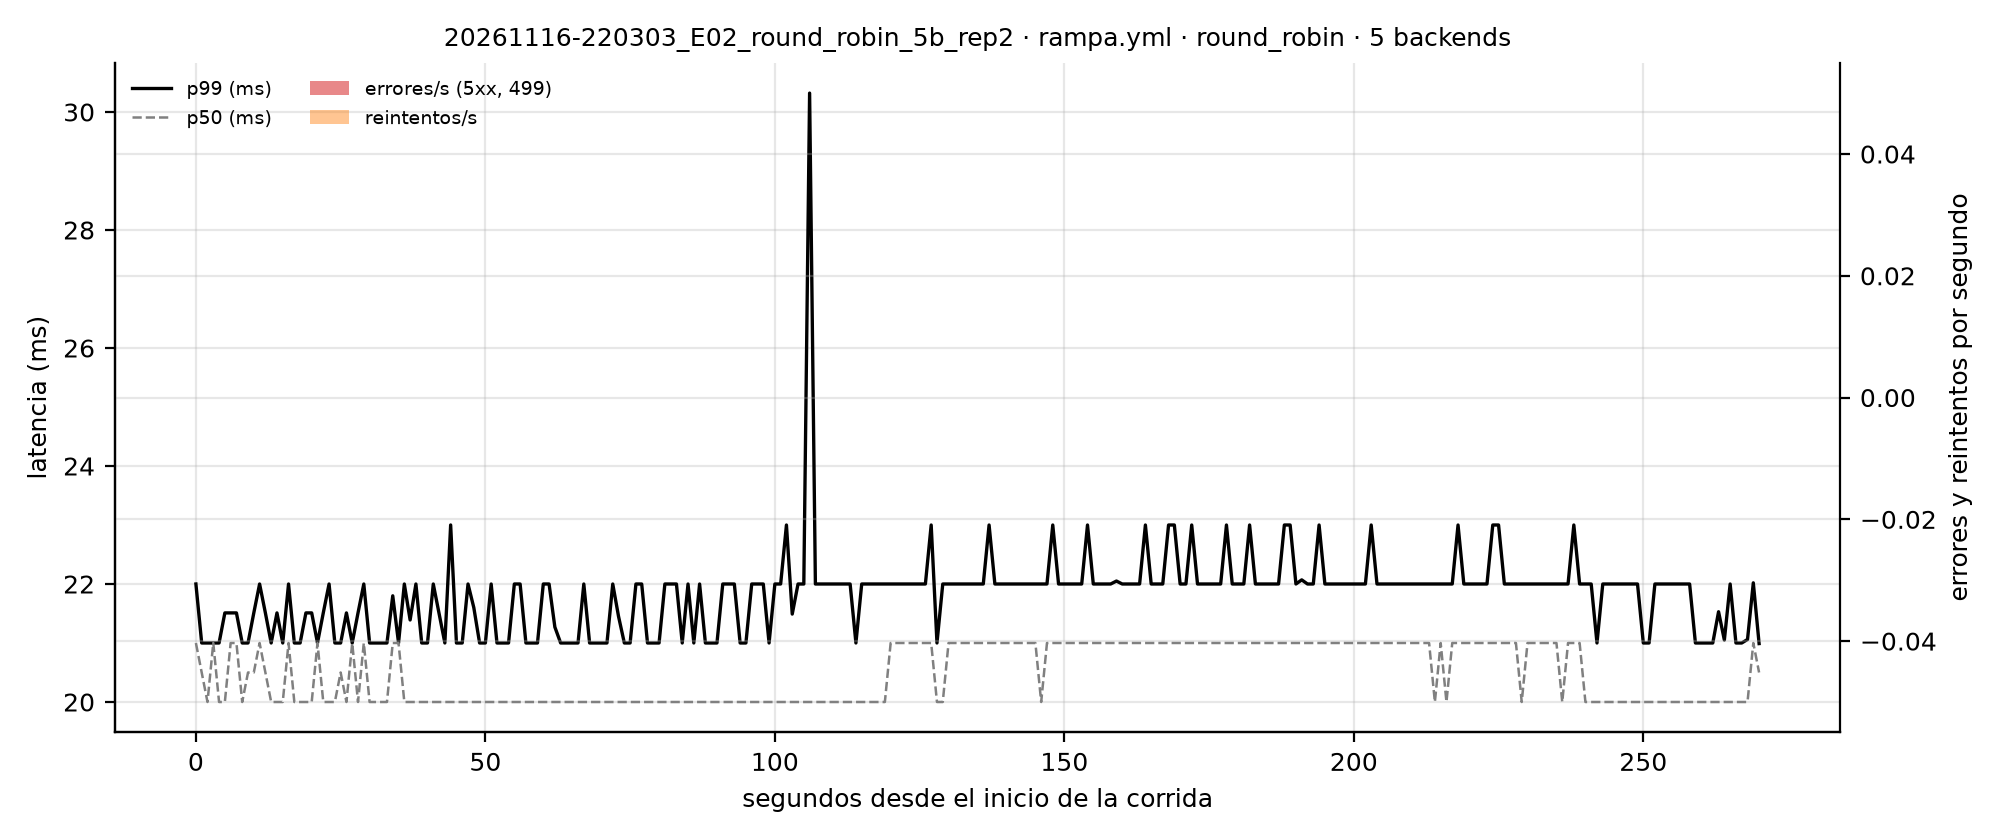 20261116-220303_E02_round_robin_5b_rep2 · rampa.yml · round_robin · 5 backends
p99 (ms)
p50 (ms)
errores/s (5xx, 499)
reintentos/s
latencia (ms)
30
28
26
24
22
20
0.04
0.02
0.00
−0.02
−0.04
errores y reintentos por segundo
0 50 100 150 200 250
segundos desde el inicio de la corrida